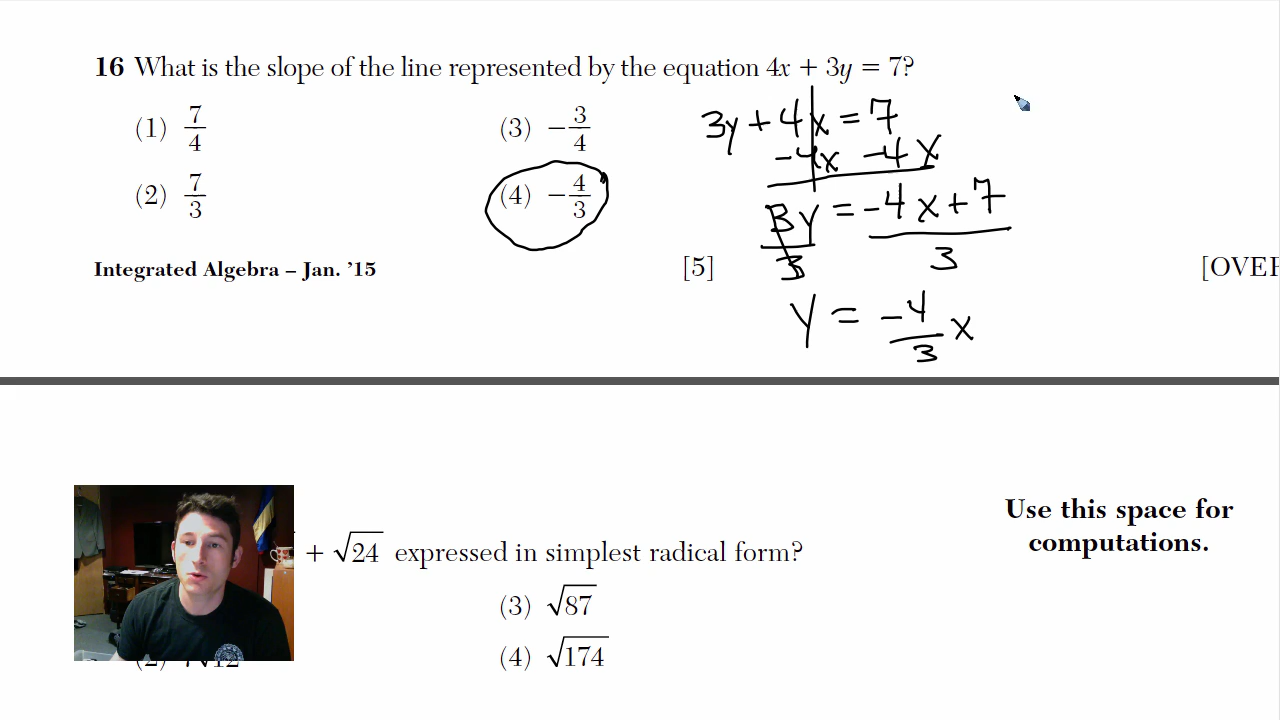 16 What is the slope of the line represented by the equation 4x + 3y = 7?
(1) 7/4
(3) −3/4
(2) 7/3
(4) −4/3
3y + 4x = 7
−4x −4x
3y = −4x + 7
3 3
y = −4/3 x
Integrated Algebra – Jan. ’15
[5]
[OVER
Use this space for
computations.
+ √24 expressed in simplest radical form?
(3) √87
(2)
(4) √174